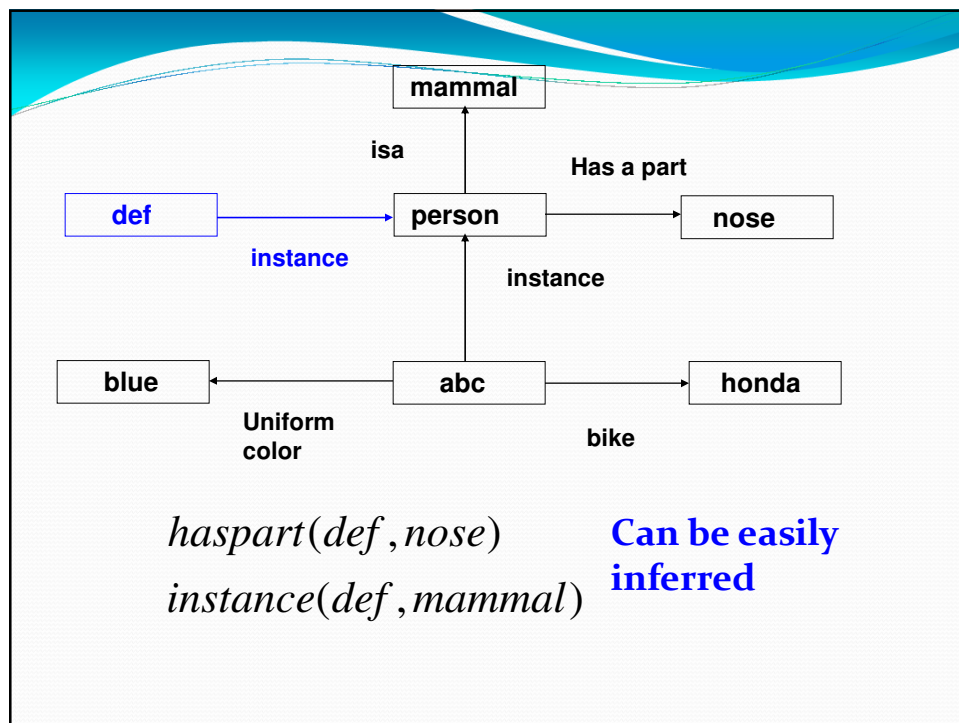 mammal
isa
Has a part
def
person
nose
instance
instance
blue
abc
honda
Uniform
color
bike
haspart(def,nose)
instance(def,mammal)
Can be easily
inferred